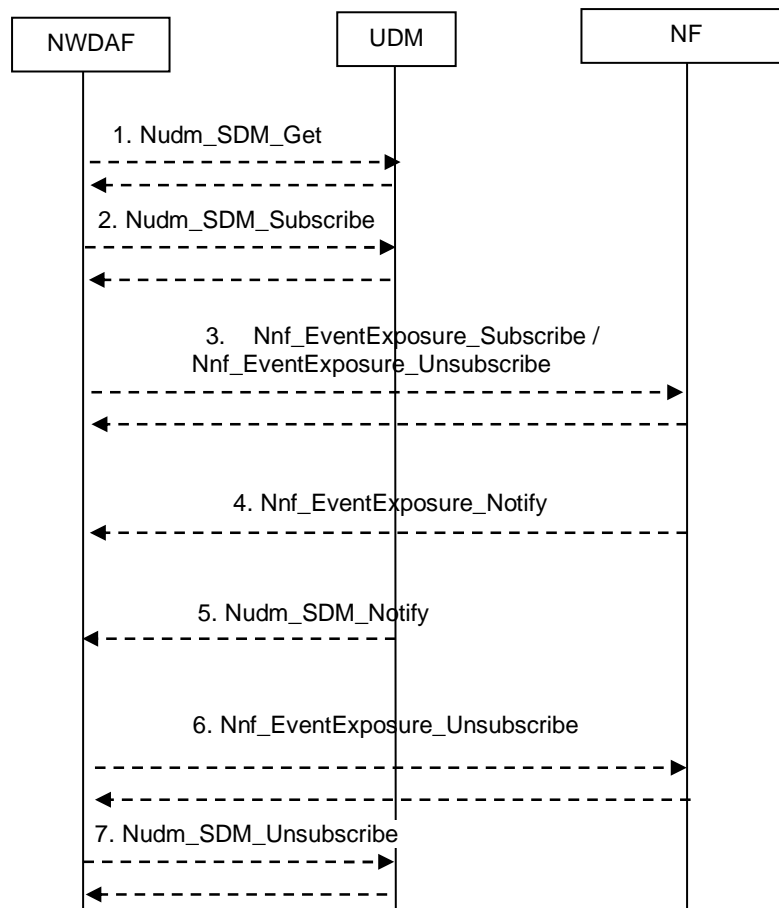 NWDAF
UDM
NF
1. Nudm_SDM_Get
2. Nudm_SDM_Subscribe
3. Nnf_EventExposure_Subscribe /
Nnf_EventExposure_Unsubscribe
4. Nnf_EventExposure_Notify
5. Nudm_SDM_Notify
6. Nnf_EventExposure_Unsubscribe
7. Nudm_SDM_Unsubscribe